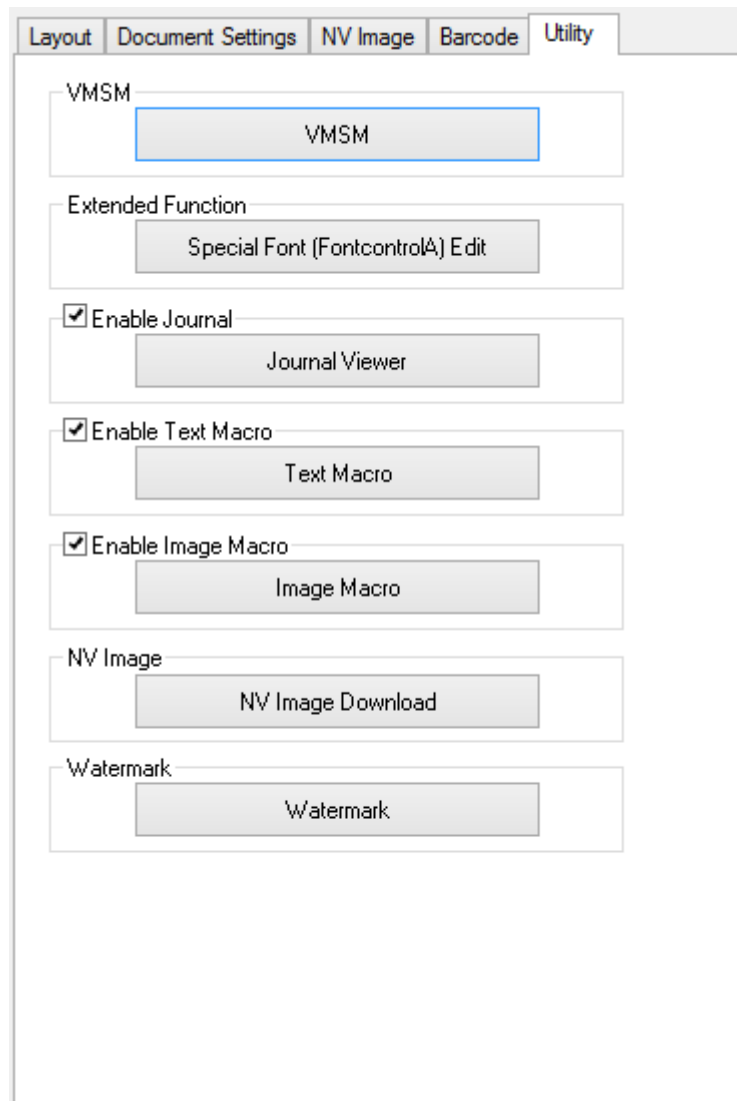 Layout Document Settings NV Image Barcode Utility
VMSM
VMSM
Extended Function
Special Font (FontcontrolA) Edit
Enable Journal
Journal Viewer
Enable Text Macro
Text Macro
Enable Image Macro
Image Macro
NV Image
NV Image Download
Watermark
Watermark